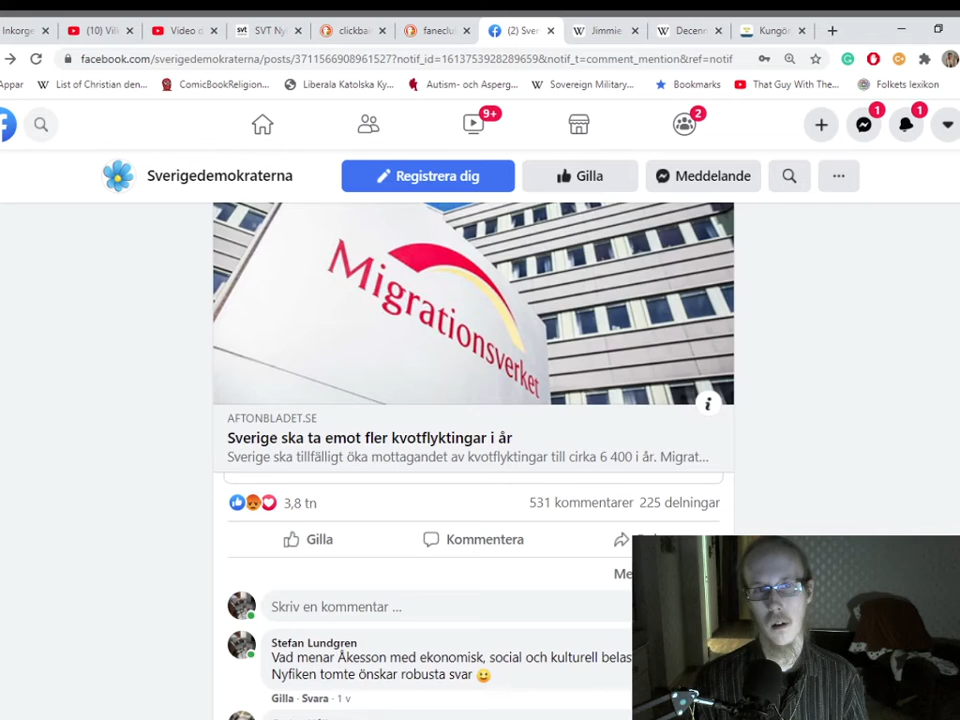 Inkorg
(10) Vil
Video d
SVT Ny
clickba
faneclu
(2) Sver
Jimmie
Decenn
Kungör
facebook.com/sverigedemokraterna/posts/3711566908961527?notif_id=1613753928289659&notif_t=comment_mention&ref=notif
Appar
List of Christian den...
ComicBookReligion...
Liberala Katolska Ky...
Autism- och Asperg...
Sovereign Military...
Bookmarks
That Guy With The...
Folkets lexikon
9+
2
1
1
Sverigedemokraterna
Registrera dig
Gilla
Meddelande
Migrationsverket
AFTONBLADET.SE
Sverige ska ta emot fler kvotflyktingar i år
Sverige ska tillfälligt öka mottagandet av kvotflyktingar till cirka 6 400 i år. Migrat...
3,8 tn
531 kommentarer 225 delningar
Gilla
Kommentera
Me
Skriv en kommentar ...
Stefan Lundgren
Vad menar Åkesson med ekonomisk, social och kulturell belas
Nyfiken tomte önskar robusta svar 😀
Gilla · Svara · 1 v